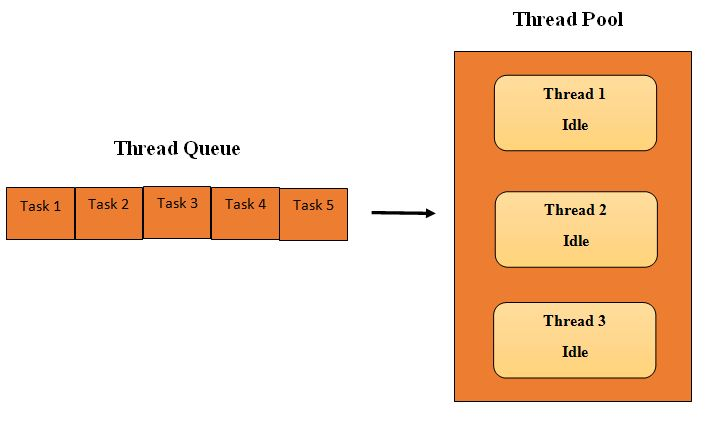 Thread Pool
Thread 1
Idle
Thread Queue
Task 1 Task 2 Task 3 Task 4 Task 5
Thread 2
Idle
Thread 3
Idle